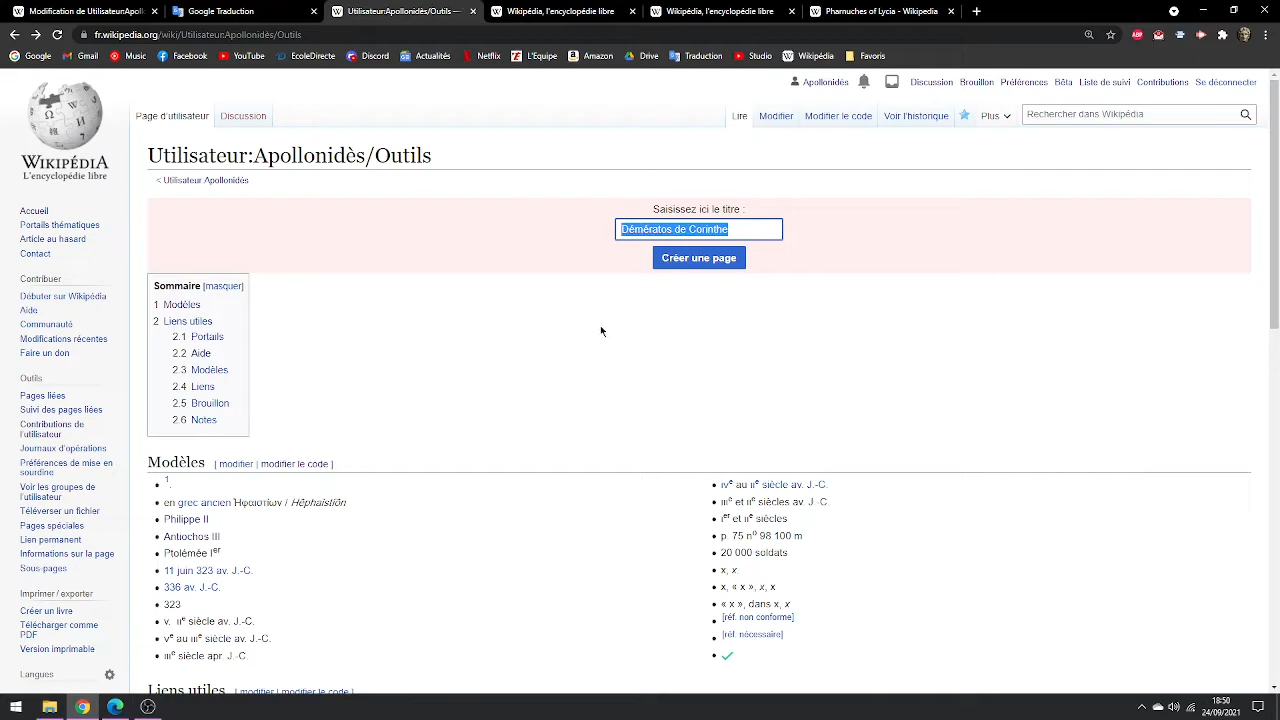 Modification de UtilisateurApoll
Google Traduction
UtilisateurApollonidès/Outils —
Wikipédia, l'encyclopédie libre
Wikipédia, l'encyclopédie libre
Pharnuches of Lycia - Wikipedia
fr.wikipedia.org/wiki/UtilisateurApollonidès/Outils
Google Gmail Music Facebook YouTube EcoleDirecte Discord Actualités Netflix L'Equipe Amazon Drive Traduction Studio Wikipédia Favoris
Apollonidès Discussion Brouillon Préférences Bêta Liste de suivi Contributions Se déconnecter
Page d'utilisateur Discussion Lire Modifier Modifier le code Voir l'historique Plus Rechercher dans Wikipédia
WIKIPÉDIA
L'encyclopédie libre
Accueil
Portails thématiques
Article au hasard
Contact
Contribuer
Débuter sur Wikipédia
Aide
Communauté
Modifications récentes
Faire un don
Outils
Pages liées
Suivi des pages liées
Contributions de
l'utilisateur
Journaux d'opérations
Préférences de mise en
sourdine
Voir les groupes de
l'utilisateur
Téléverser un fichier
Pages spéciales
Lien permanent
Informations sur la page
Sous-pages
Imprimer / exporter
Créer un livre
Télécharger comme
PDF
Version imprimable
Langues
Utilisateur:Apollonidès/Outils
< Utilisateur Apollonidès
Saisissez ici le titre :
Démératos de Corinthe
Créer une page
Sommaire [masquer]
1 Modèles
2 Liens utiles
2.1 Portails
2.2 Aide
2.3 Modèles
2.4 Liens
2.5 Brouillon
2.6 Notes
Modèles [ modifier | modifier le code ]
• 1.
• en grec ancien Ἡφαιστίων / Hêphaistíôn
• Philippe II
• Antiochos III
• Ptolémée Ier
• 11 juin 323 av. J.-C.
• 336 av. J.-C.
• 323
• v. IIe siècle av. J.-C.
• Ve au IIIe siècle av. J.-C.
• IIIe siècle apr. J.-C.
• IVe au IIe siècle av. J.-C.
• IIIe et IIe siècles av. J.-C.
• Ier et IIe siècles
• p. 75 no 98 100 m
• 20 000 soldats
• x, x.
• x, « x », x, x
• « x », dans x, x
• [réf. non conforme]
• [réf. nécessaire]
Liens utiles [ modifier | modifier le code ]
18:50
24/09/2021